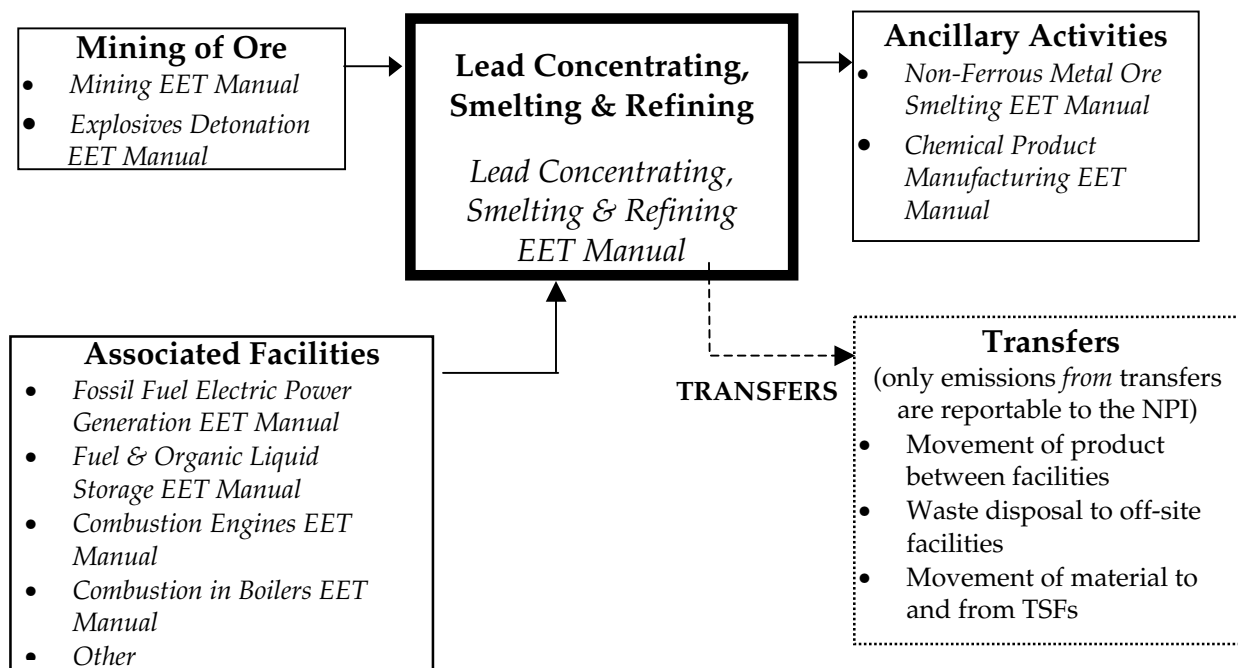 Mining of Ore
• Mining EET Manual
• Explosives Detonation
EET Manual
Lead Concentrating,
Smelting & Refining
Lead Concentrating,
Smelting & Refining
EET Manual
Ancillary Activities
• Non-Ferrous Metal Ore
Smelting EET Manual
• Chemical Product
Manufacturing EET
Manual
Associated Facilities
• Fossil Fuel Electric Power
Generation EET Manual
• Fuel & Organic Liquid
Storage EET Manual
• Combustion Engines EET
Manual
• Combustion in Boilers EET
Manual
• Other
TRANSFERS
Transfers
(only emissions from transfers
are reportable to the NPI)
• Movement of product
between facilities
• Waste disposal to off-site
facilities
• Movement of material to
and from TSFs